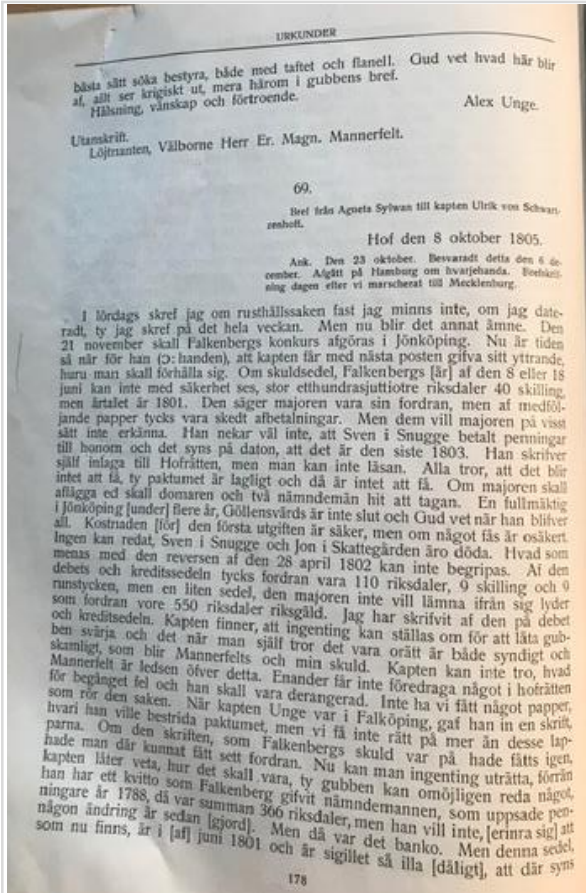 URKUNDER
bästa sätt söka bestyra, både med taftet och flanell. Gud vet hvad här blir
af, allt ser krigiskt ut, mera härom i gubbens bref.
Hälsning, vänskap och förtroende.
Alex Unge.
Utanskrift.
Löjtnanten, Välborne Herr Er. Magn. Mannerfelt.
69.
Bref från Agneta Sylwan till kapten Ulrik von Schwart-
zenhoff.
Hof den 8 oktober 1805.
Ank. Den 23 oktober. Besvaradt detta den 6 de-
cember. Afgått på Hamburg om hvarjehanda.
ning dagen efter vi marscherat till Mecklenburg.
I lördags skref jag om rusthållssaken fast jag minns inte, om jag date-
radt, ty jag skref på det hela veckan. Men nu blir det annat ämne. Den
21 november skall Falkenbergs konkurs afgöras i Jönköping. Nu är tiden
så när för han (ɔ: handen), att kapten får med nästa posten gifva sitt yttrande,
huru man skall förhålla sig. Om skuldsedel, Falkenbergs [är] af den 8 eller 18
juni kan inte med säkerhet ses, stor etthundrasjuttiotre riksdaler 40 skilling,
men årtalet är 1801. Den säger majoren vara sin fordran, men af medföl-
jande papper tycks vara skedt afbetalningar. Men dem vill majoren på visst
sätt inte erkänna. Han nekar väl inte, att Sven i Snugge betalt penningar
till honom och det syns på daton, att det är den siste 1803. Han skrifver
själf inlaga till Hofrätten, men man kan inte läsan. Alla tror, att det blir
intet att få, ty paktumet är lagligt och då är intet att få. Om majoren skall
aflägga ed skall domaren och två nämndemän hit att tagan. En fullmäktig
i Jönköping [under] flere år, Göllensvärds är inte slut och Gud vet när han blifver
all. Kostnaden [för] den första utgiften är säker, men om något fås är osäkert.
Ingen kan redat, Sven i Snugge och Jon i Skattegården äro döda. Hvad som
menas med den reversen af den 28 april 1802 kan inte begripas. Af den
debets och kreditssedeln tycks fordran vara 110 riksdaler, 9 skilling och 9
runstycken, men en liten sedel, den majoren inte vill lämna ifrån sig lyder
som fordran vore 550 riksdaler riksgäld. Jag har skrifvit af den på debet
och kreditsedeln. Kapten finner, att ingenting kan ställas om för att låta gub-
ben svärja och det när man själf tror det vara orätt är både syndigt och
skamligt, som blir Mannerfelts och min skuld. Kapten kan inte tro, hvad
Mannerfelt är ledsen öfver detta. Enander får inte föredraga något i hofrätten
för begånget fel och han skall vara derangerad. Inte ha vi fått något papper,
som rör den saken. När kapten Unge var i Falköping, gaf han in en skrift,
hvari han ville bestrida paktumet, men vi få inte rätt på mer än desse lap-
parna. Om den skriften, som Falkenbergs skuld var på hade fåtts igen,
hade man där kunnat fått sett fordran. Nu kan man ingenting uträtta, förrän
kapten låter veta, hur det skall vara, ty gubben kan omöjligen reda något,
han har ett kvitto som Falkenberg gifvit nämndemannen, som uppsade pen-
ningare år 1788, då var summan 366 riksdaler, men han vill inte, [erinra sig] att
någon ändring är sedan [gjord]. Men då var det banko. Men denna sedel,
som nu finns, är i [af] juni 1801 och är sigillet så illa [dåligt], att där syns
178